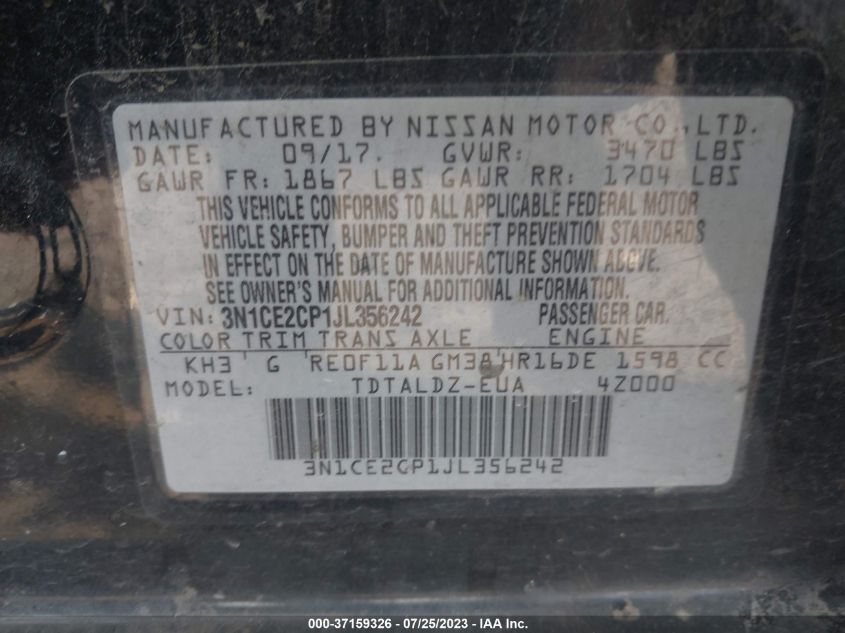 MANUFACTURED BY NISSAN MOTOR CO., LTD.
DATE: 09/17. GVWR: 3470 LBS
GAWR FR: 1867 LBS GAWR RR: 1704 LBS
THIS VEHICLE CONFORMS TO ALL APPLICABLE FEDERAL MOTOR
VEHICLE SAFETY, BUMPER AND THEFT PREVENTION STANDARDS
IN EFFECT ON THE DATE OF MANUFACTURE SHOWN ABOVE.
SEE OWNER'S MANUAL FOR ADDITIONAL INFORMATION.
VIN: 3N1CE2CP1JL356242 PASSENGER CAR.
COLOR TRIM TRANS AXLE ENGINE
KH3 G RE0F11A GM38 HR16DE 1598 CC
MODEL: TDTALDZ-EUA 4Z000
3N1CE2CP1JL356242
000-37159326 - 07/25/2023 - IAA Inc.